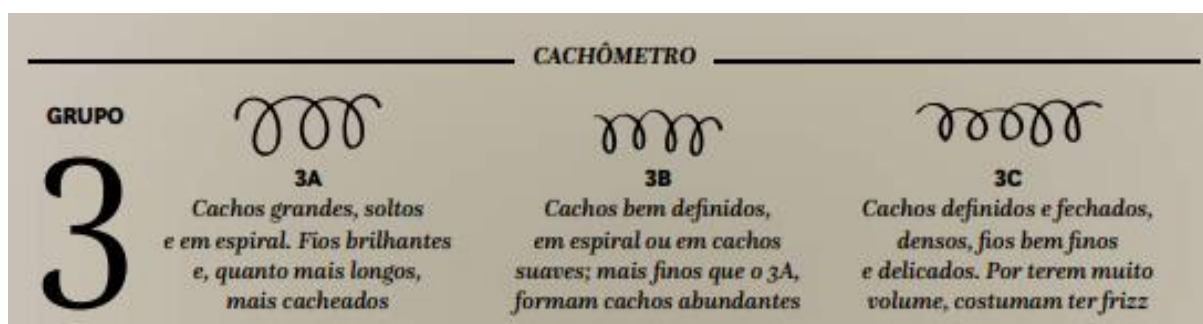 CACHÔMETRO
GRUPO
3
3A
Cachos grandes, soltos
e em espiral. Fios brilhantes
e, quanto mais longos,
mais cacheados
3B
Cachos bem definidos,
em espiral ou em cachos
suaves; mais finos que o 3A,
formam cachos abundantes
3C
Cachos definidos e fechados,
densos, fios bem finos
e delicados. Por terem muito
volume, costumam ter frizz